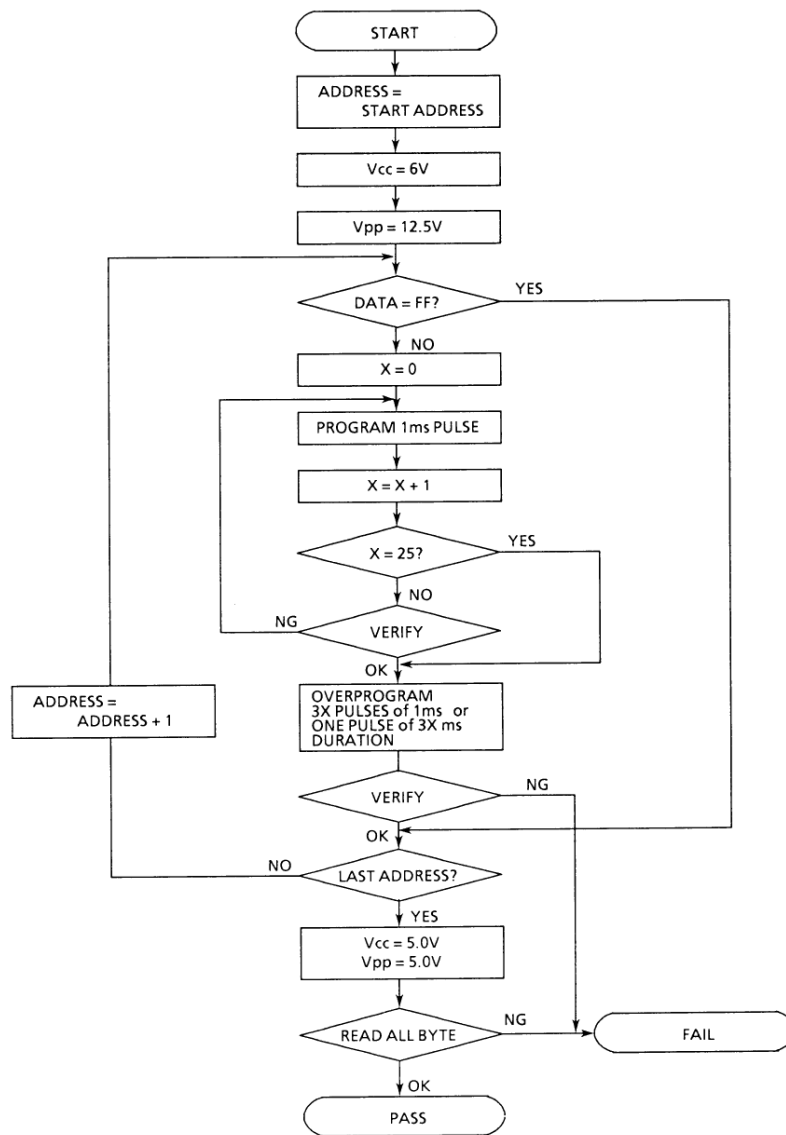 START
ADDRESS =
START ADDRESS
Vcc = 6V
Vpp = 12.5V
DATA = FF?
YES
NO
X = 0
PROGRAM 1ms PULSE
X = X + 1
X = 25?
YES
NO
NG
VERIFY
OK
ADDRESS =
ADDRESS + 1
OVERPROGRAM
3X PULSES of 1ms or
ONE PULSE of 3X ms
DURATION
VERIFY
NG
OK
NO
LAST ADDRESS?
YES
Vcc = 5.0V
Vpp = 5.0V
READ ALL BYTE
NG
FAIL
OK
PASS